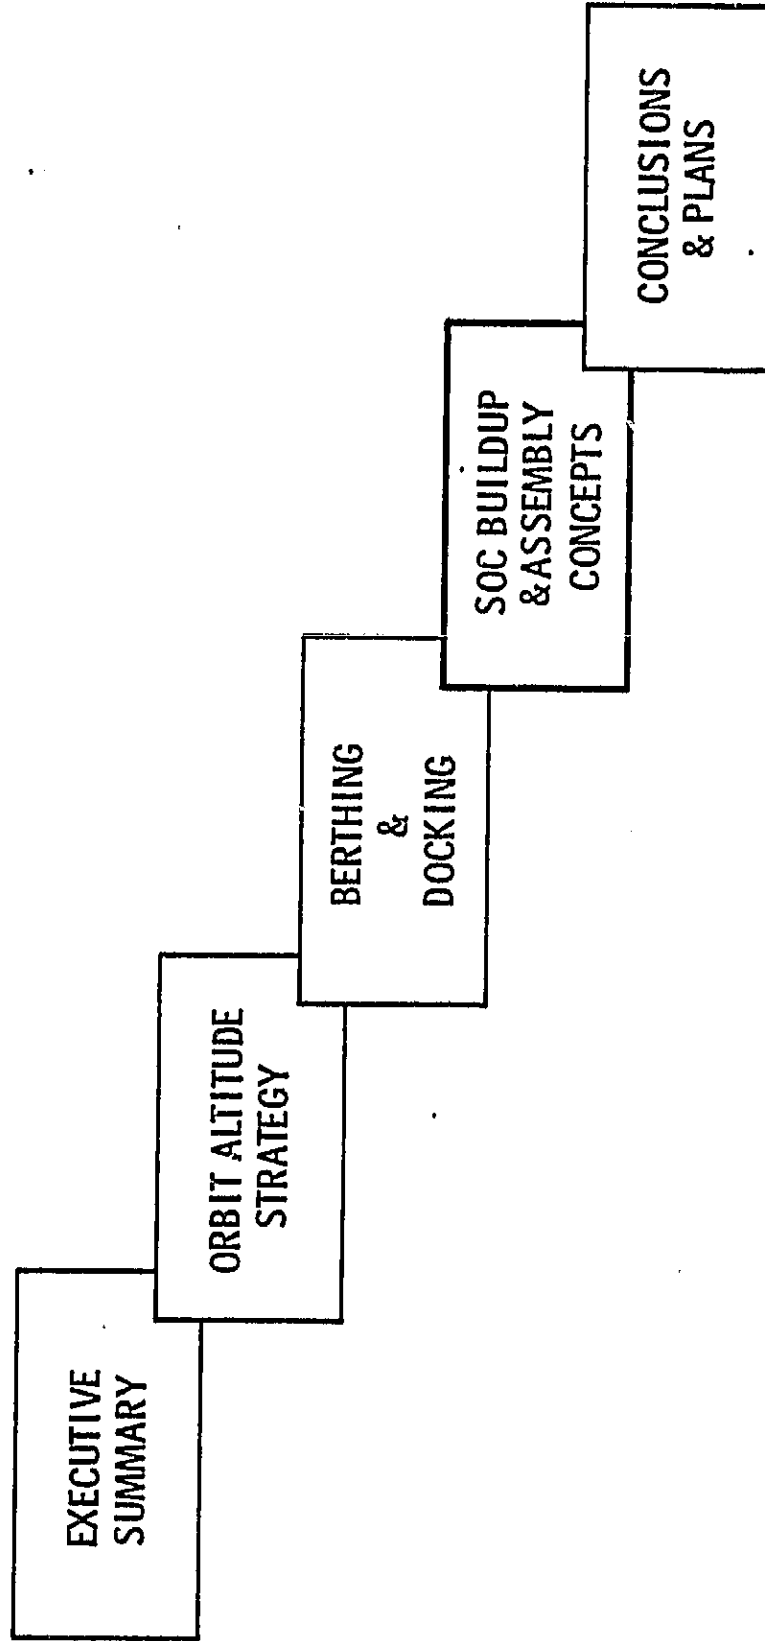 EXECUTIVE
SUMMARY
ORBIT ALTITUDE
STRATEGY
BERTHING
&
DOCKING
SOC BUILDUP
&ASSEMBLY
CONCEPTS
CONCLUSIONS
& PLANS